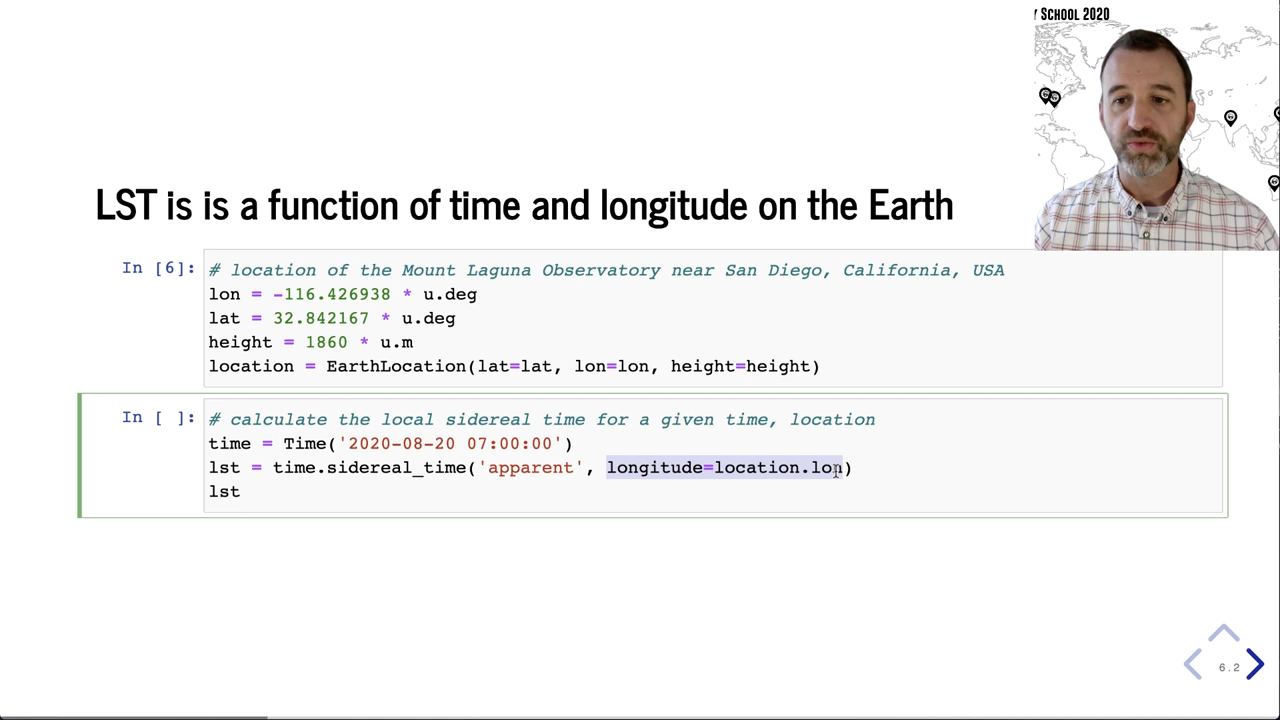 y School 2020
LST is is a function of time and longitude on the Earth
In [6]:
# location of the Mount Laguna Observatory near San Diego, California, USA
lon = -116.426938 * u.deg
lat = 32.842167 * u.deg
height = 1860 * u.m
location = EarthLocation(lat=lat, lon=lon, height=height)
In [ ]:
# calculate the local sidereal time for a given time, location
time = Time('2020-08-20 07:00:00')
lst = time.sidereal_time('apparent', longitude=location.lon)
lst
6.2